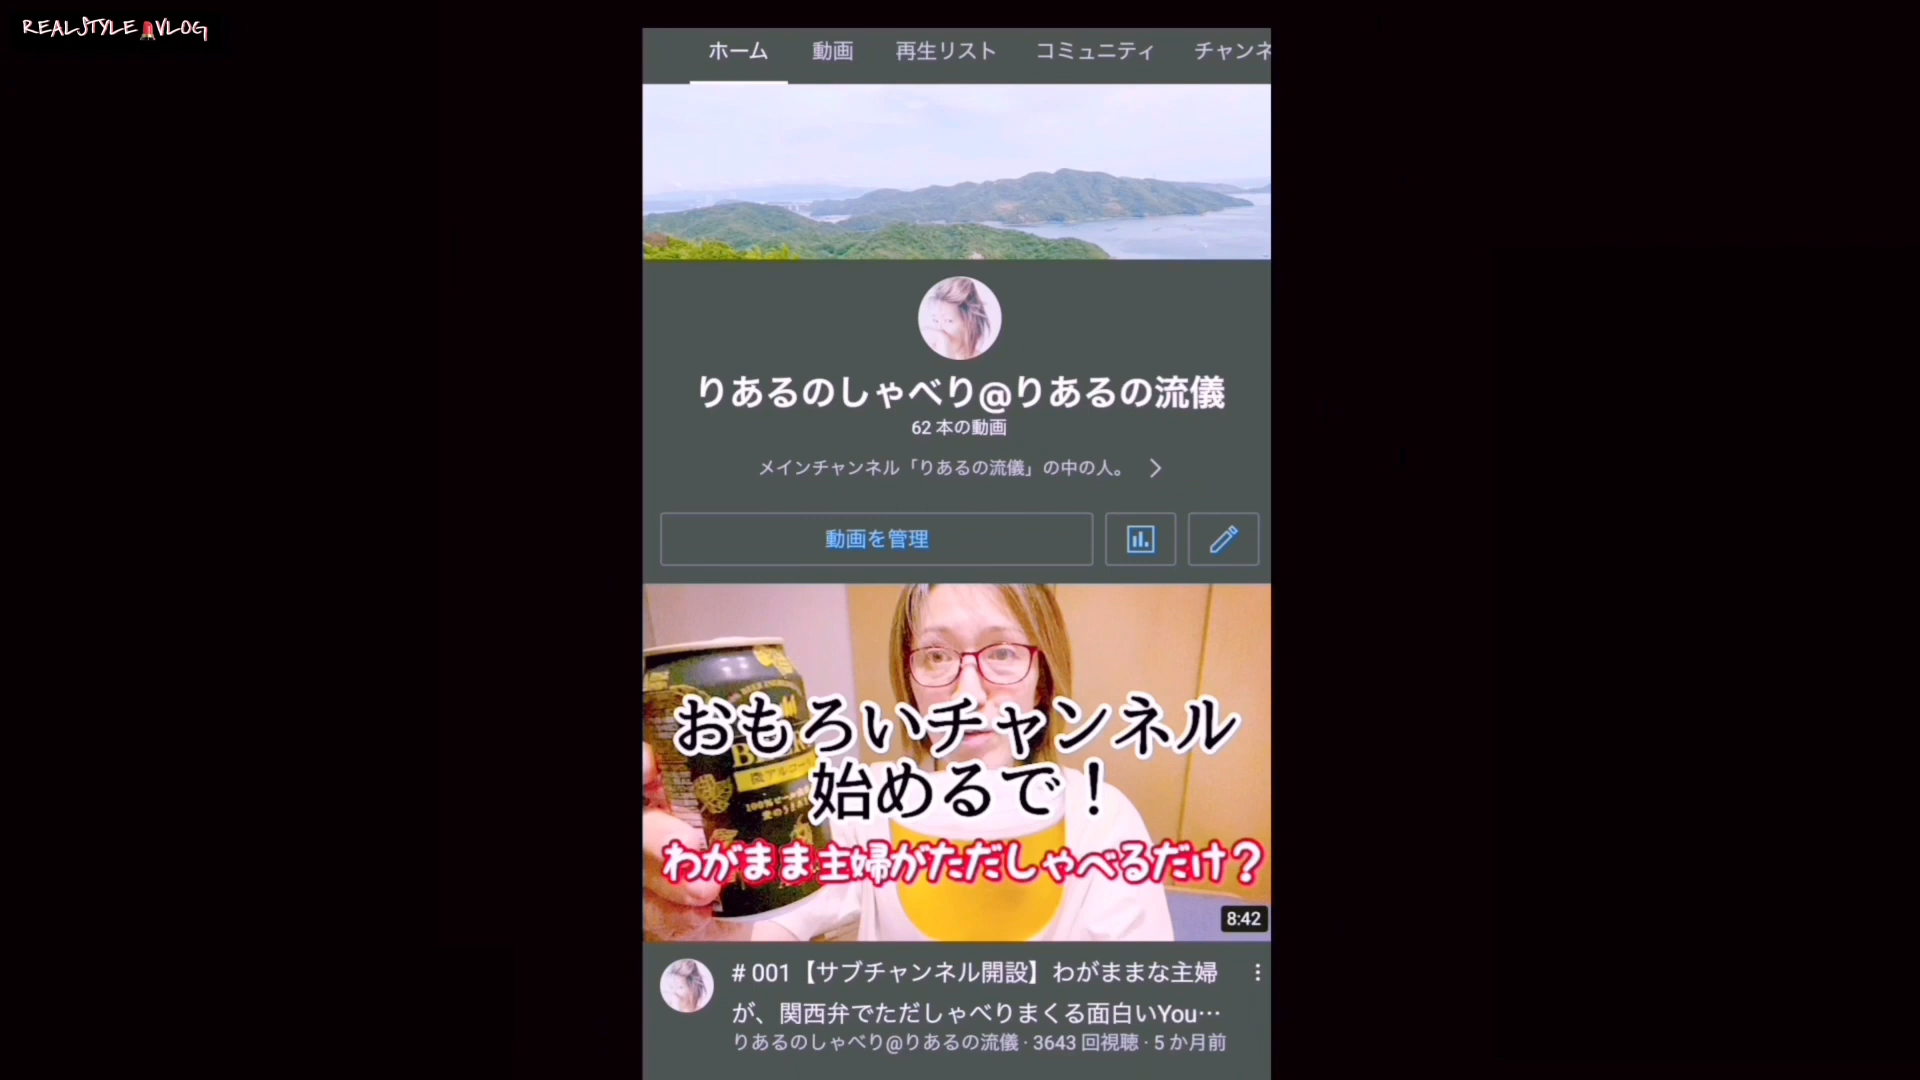 REALSTYLE🚨VLOG
ホーム 動画 再生リスト コミュニティ チャンネ
りあるのしゃべり@りあるの流儀
62 本の動画
メインチャンネル「りあるの流儀」の中の人。
動画を管理
おもろいチャンネル
始めるで！
わがまま主婦がただしゃべるだけ？
8:42
# 001【サブチャンネル開設】わがままな主婦
が、関西弁でただしゃべりまくる面白いYou…
りあるのしゃべり@りあるの流儀 · 3643 回視聴 · 5 か月前